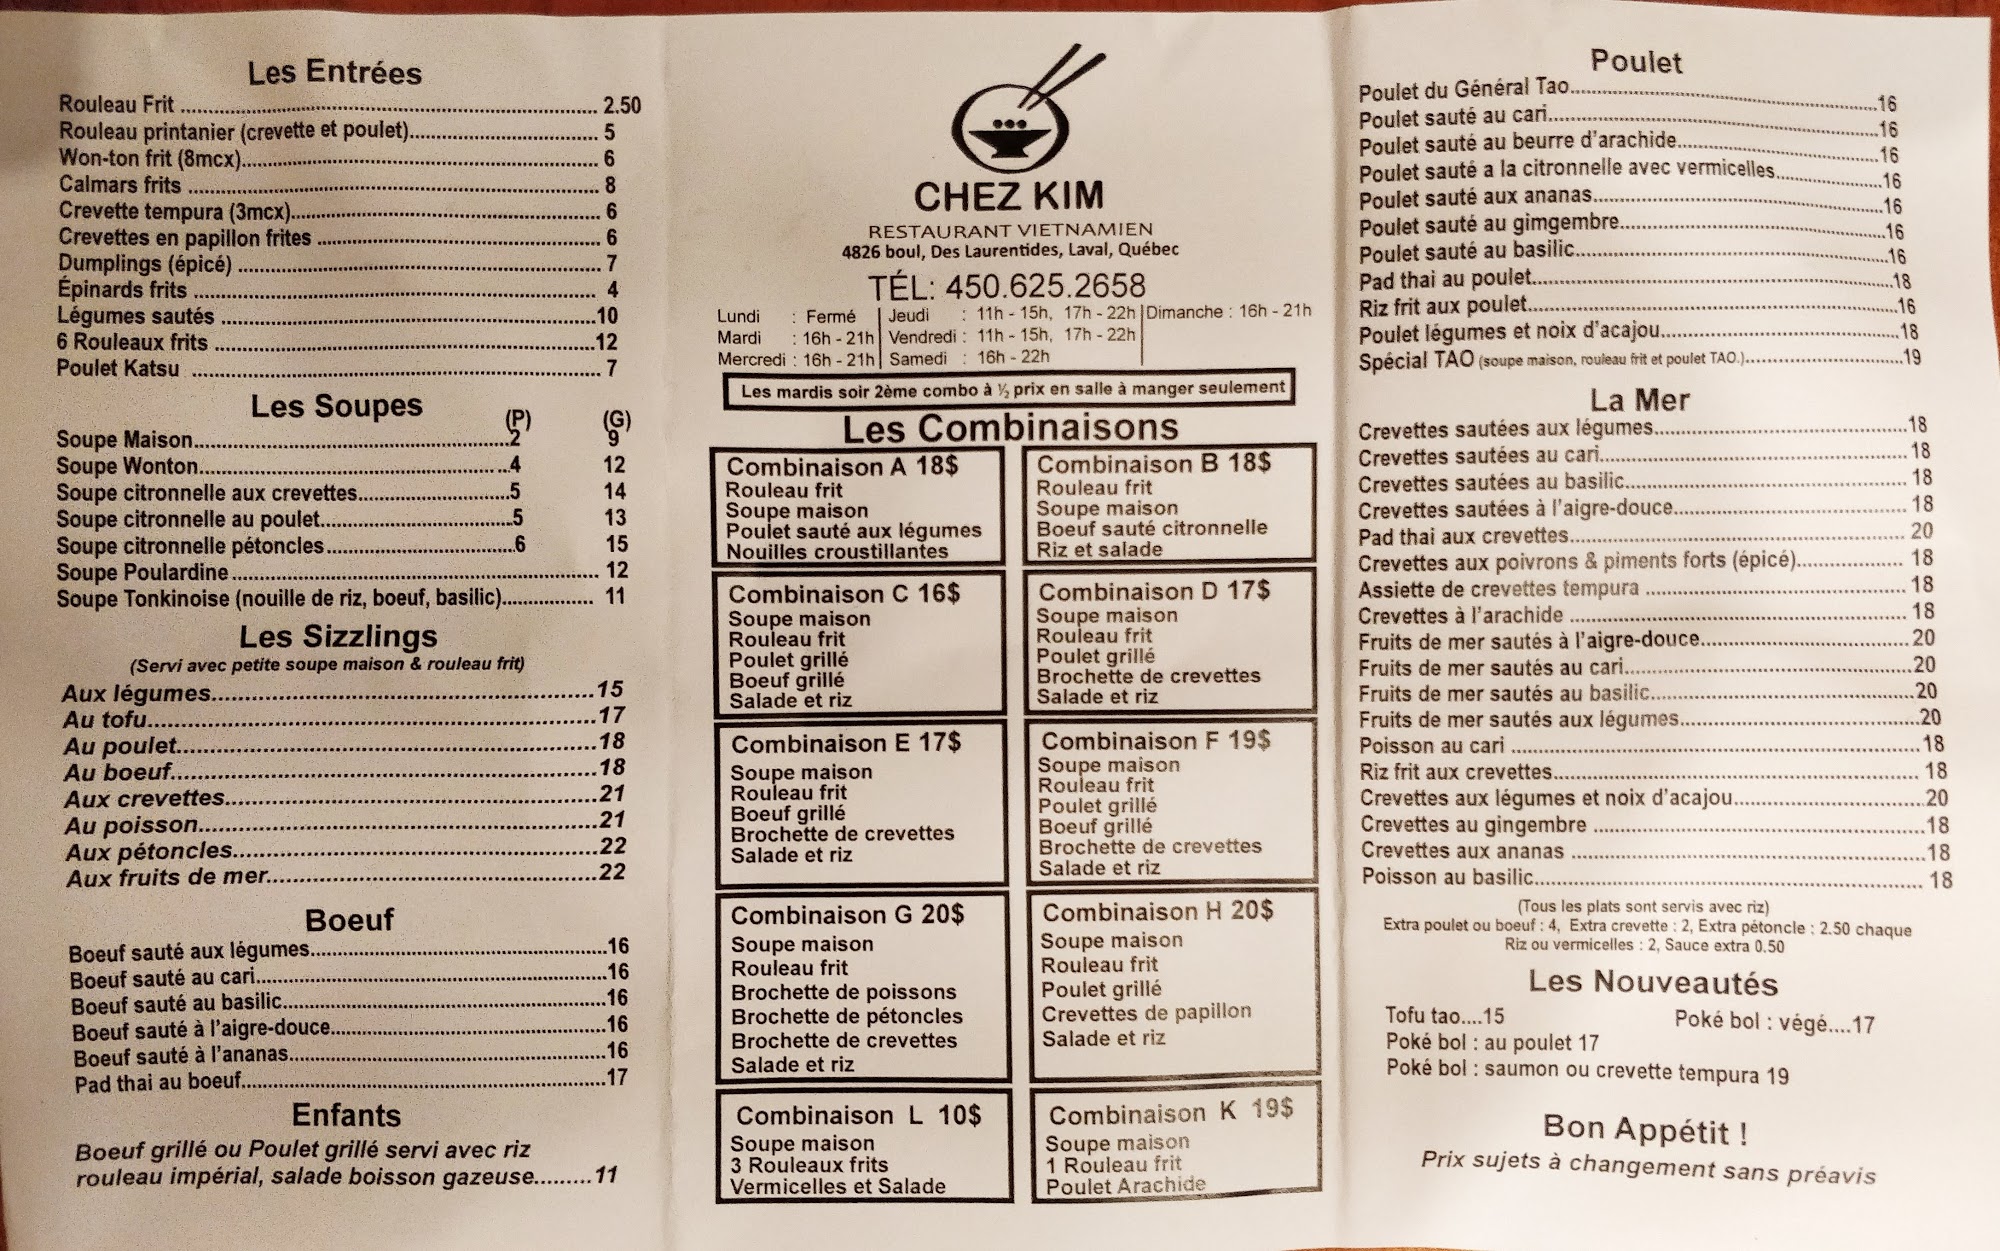 Les Entrées
Rouleau Frit 2.50
Rouleau printanier (crevette et poulet) 5
Won-ton frit (8mcx) 6
Calmars frits 8
Crevette tempura (3mcx) 6
Crevettes en papillon frites 6
Dumplings (épicé) 7
Épinards frits 4
Légumes sautés 10
6 Rouleaux frits 12
Poulet Katsu 7
Les Soupes
(P) (G)
Soupe Maison 2 9
Soupe Wonton 4 12
Soupe citronnelle aux crevettes 5 14
Soupe citronnelle au poulet 5 13
Soupe citronnelle pétoncles 6 15
Soupe Poulardine 12
Soupe Tonkinoise (nouille de riz, boeuf, basilic) 11
Les Sizzlings
(Servi avec petite soupe maison & rouleau frit)
Aux légumes 15
Au tofu 17
Au poulet 18
Au boeuf 18
Aux crevettes 21
Au poisson 21
Aux pétoncles 22
Aux fruits de mer 22
Boeuf
Boeuf sauté aux légumes 16
Boeuf sauté au cari 16
Boeuf sauté au basilic 16
Boeuf sauté à l'aigre-douce 16
Boeuf sauté à l'ananas 16
Pad thai au boeuf 17
Enfants
Boeuf grillé ou Poulet grillé servi avec riz
rouleau impérial, salade boisson gazeuse 11
CHEZ KIM
RESTAURANT VIETNAMIEN
4826 boul, Des Laurentides, Laval, Québec
TÉL: 450.625.2658
Lundi : Fermé
Mardi : 16h - 21h
Mercredi : 16h - 21h
Jeudi : 11h - 15h, 17h - 22h
Vendredi : 11h - 15h, 17h - 22h
Samedi : 16h - 22h
Dimanche : 16h - 21h
Les mardis soir 2ème combo à ½ prix en salle à manger seulement
Les Combinaisons
Combinaison A 18$
Rouleau frit
Soupe maison
Poulet sauté aux légumes
Nouilles croustillantes
Combinaison B 18$
Rouleau frit
Soupe maison
Boeuf sauté citronnelle
Riz et salade
Combinaison C 16$
Soupe maison
Rouleau frit
Poulet grillé
Boeuf grillé
Salade et riz
Combinaison D 17$
Soupe maison
Rouleau frit
Poulet grillé
Brochette de crevettes
Salade et riz
Combinaison E 17$
Soupe maison
Rouleau frit
Boeuf grillé
Brochette de crevettes
Salade et riz
Combinaison F 19$
Soupe maison
Rouleau frit
Poulet grillé
Boeuf grillé
Brochette de crevettes
Salade et riz
Combinaison G 20$
Soupe maison
Rouleau frit
Brochette de poissons
Brochette de pétoncles
Brochette de crevettes
Salade et riz
Combinaison H 20$
Soupe maison
Rouleau frit
Poulet grillé
Crevettes de papillon
Salade et riz
Combinaison L 10$
Soupe maison
3 Rouleaux frits
Vermicelles et Salade
Combinaison K 19$
Soupe maison
1 Rouleau frit
Poulet Arachide
Poulet
Poulet du Général Tao 16
Poulet sauté au cari 16
Poulet sauté au beurre d'arachide 16
Poulet sauté a la citronnelle avec vermicelles 16
Poulet sauté aux ananas 16
Poulet sauté au gimgembre 16
Poulet sauté au basilic 16
Pad thai au poulet 18
Riz frit aux poulet 16
Poulet légumes et noix d'acajou 18
Spécial TAO (soupe maison, rouleau frit et poulet TAO.) 19
La Mer
Crevettes sautées aux légumes 18
Crevettes sautées au cari 18
Crevettes sautées au basilic 18
Crevettes sautées à l'aigre-douce 18
Pad thai aux crevettes 20
Crevettes aux poivrons & piments forts (épicé) 18
Assiette de crevettes tempura 18
Crevettes à l'arachide 18
Fruits de mer sautés à l'aigre-douce 20
Fruits de mer sautés au cari 20
Fruits de mer sautés au basilic 20
Fruits de mer sautés aux légumes 20
Poisson au cari 18
Riz frit aux crevettes 18
Crevettes aux légumes et noix d'acajou 20
Crevettes au gingembre 18
Crevettes aux ananas 18
Poisson au basilic 18
(Tous les plats sont servis avec riz)
Extra poulet ou boeuf : 4, Extra crevette : 2, Extra pétoncle : 2.50 chaque
Riz ou vermicelles : 2, Sauce extra 0.50
Les Nouveautés
Tofu tao....15
Poké bol : végé....17
Poké bol : au poulet 17
Poké bol : saumon ou crevette tempura 19
Bon Appétit !
Prix sujets à changement sans préavis